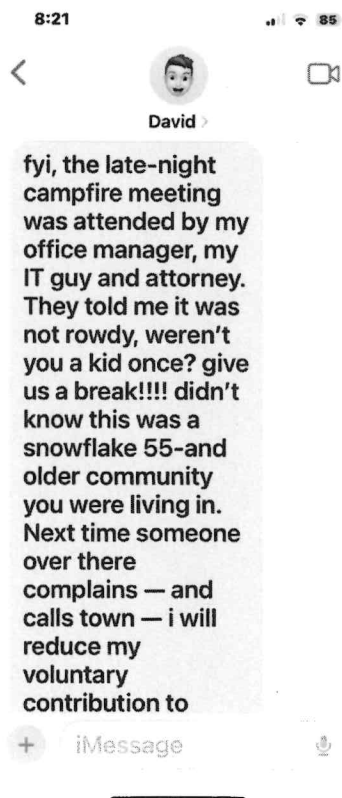 8:21
85
David
fyi, the late-night
campfire meeting
was attended by my
office manager, my
IT guy and attorney.
They told me it was
not rowdy, weren't
you a kid once? give
us a break!!!! didn't
know this was a
snowflake 55-and
older community
you were living in.
Next time someone
over there
complains — and
calls town — i will
reduce my
voluntary
contribution to
iMessage